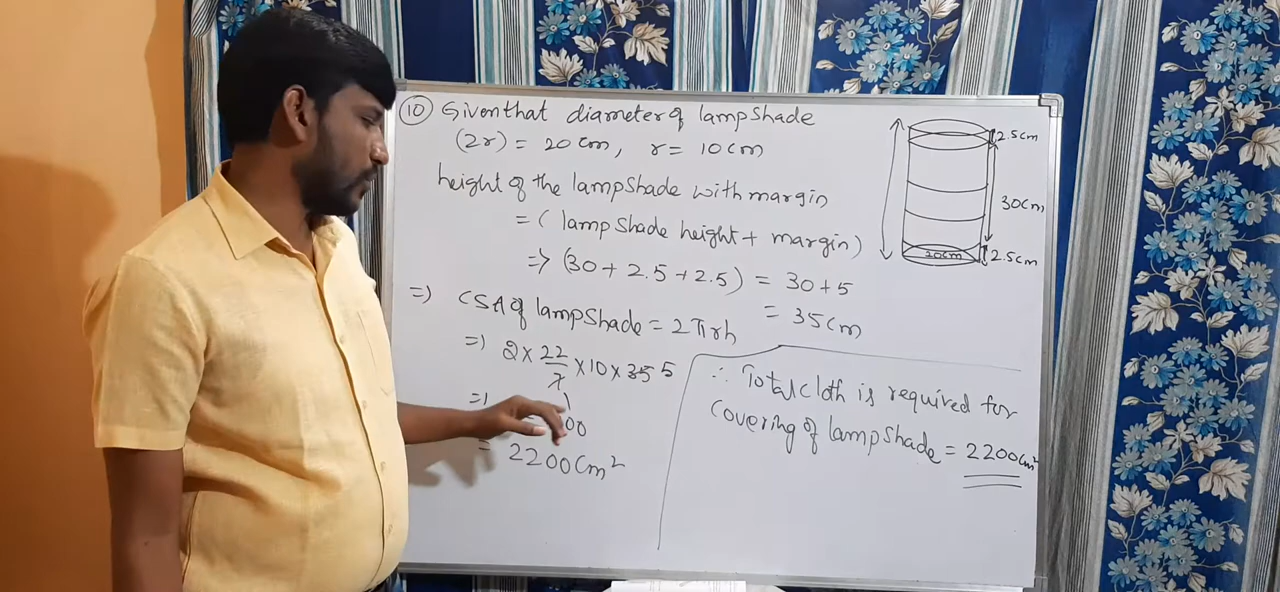 10 Given that diameter of lampshade
(2r) = 20 cm, r = 10 cm
height of the lampshade with margin
= (lampshade height + margin)
=> (30 + 2.5 + 2.5) = 30 + 5
= 35 cm
=> CSA of lampshade = 2πrh
=> 2 × 22/7 × 10 × 35 5
1
=>
00
= 2200 cm²
∴ Total cloth is required for
covering of lampshade = 2200 cm²
2.5 cm
30 cm
2.5 cm
20 cm